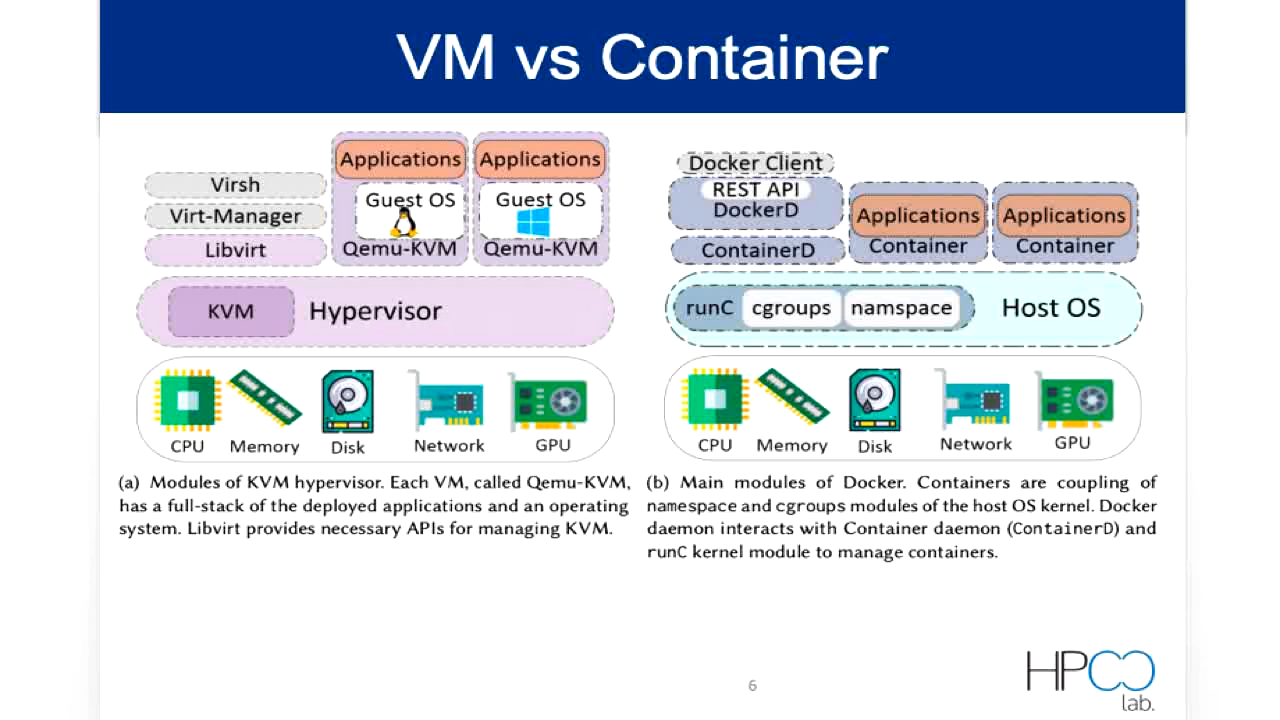 VM vs Container
Applications
Applications
Virsh
Virt-Manager
Libvirt
Guest OS
Guest OS
Qemu-KVM
Qemu-KVM
KVM
Hypervisor
CPU
Memory
Disk
Network
GPU
(a) Modules of KVM hypervisor. Each VM, called Qemu-KVM,
has a full-stack of the deployed applications and an operating
system. Libvirt provides necessary APIs for managing KVM.
Docker Client
REST API
DockerD
ContainerD
Applications
Applications
Container
Container
runC
cgroups
namspace
Host OS
CPU
Memory
Disk
Network
GPU
(b) Main modules of Docker. Containers are coupling of
namespace and cgroups modules of the host OS kernel. Docker
daemon interacts with Container daemon (ContainerD) and
runC kernel module to manage containers.
6
HPCC
lab.